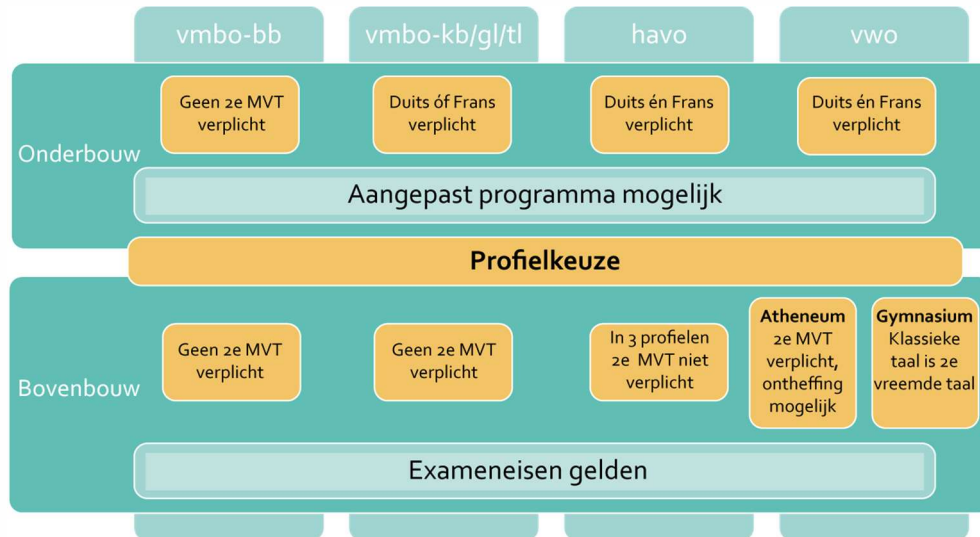 vmbo-bb
vmbo-kb/gl/tl
havo
vwo
Onderbouw
Geen 2e MVT
verplicht
Duits óf Frans
verplicht
Duits én Frans
verplicht
Duits én Frans
verplicht
Aangepast programma mogelijk
Profielkeuze
Bovenbouw
Geen 2e MVT
verplicht
Geen 2e MVT
verplicht
In 3 profielen
2e MVT niet
verplicht
Atheneum
2e MVT
verplicht,
ontheffing
mogelijk
Gymnasium
Klassieke
taal is 2e
vreemde taal
Exameneisen gelden